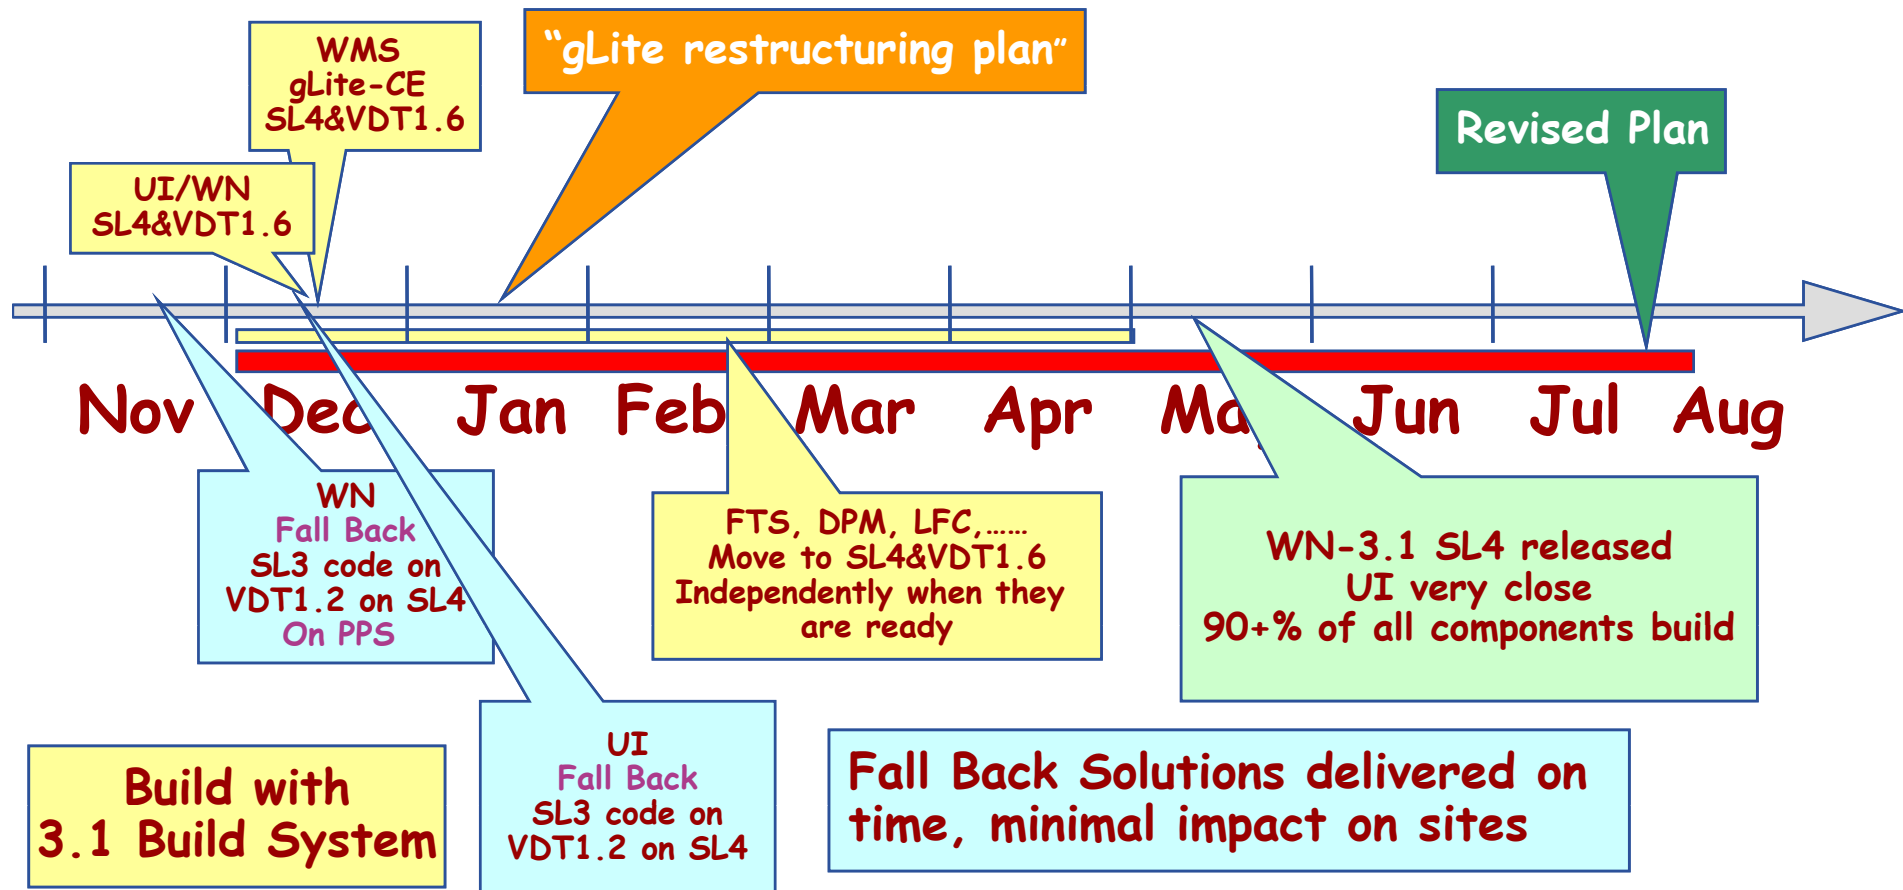 WMS
gLite-CE
SL4&VDT1.6
“gLite restructuring plan”
Revised Plan
UI/WN
SL4&VDT1.6
Nov Dec Jan Feb Mar Apr May Jun Jul Aug
WN
Fall Back
SL3 code on
VDT1.2 on SL4
On PPS
FTS, DPM, LFC,……
Move to SL4&VDT1.6
Independently when they
are ready
WN-3.1 SL4 released
UI very close
90+% of all components build
UI
Fall Back
SL3 code on
VDT1.2 on SL4
Build with
3.1 Build System
Fall Back Solutions delivered on
time, minimal impact on sites